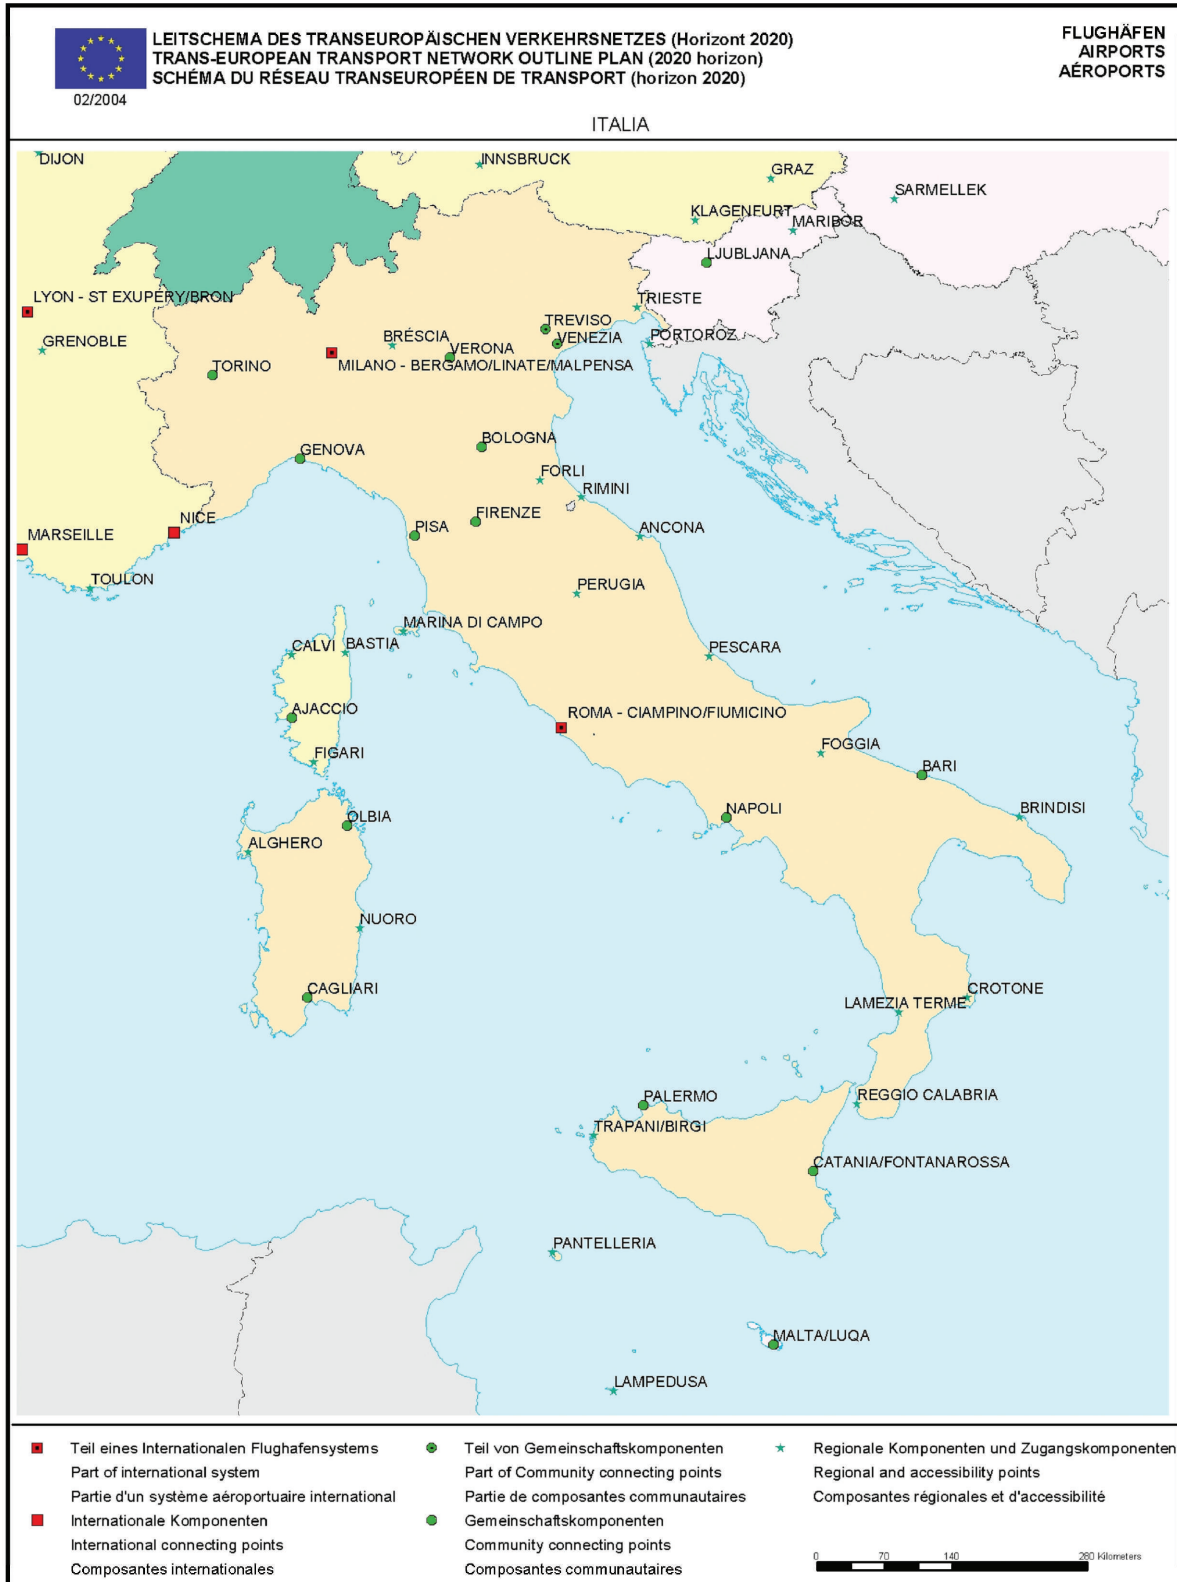 LEITSCHEMA DES TRANSEUROPÄISCHEN VERKEHRSNETZES (Horizont 2020)
TRANS-EUROPEAN TRANSPORT NETWORK OUTLINE PLAN (2020 horizon)
SCHÉMA DU RÉSEAU TRANSEUROPÉEN DE TRANSPORT (horizon 2020)
02/2004
FLUGHÄFEN
AIRPORTS
AÉROPORTS
ITALIA
DIJON
INNSBRUCK
GRAZ
SARMELLEK
KLAGENFURT
MARIBOR
LJUBLJANA
LYON - ST EXUPÉRY/BRON
TRIESTE
GRENOBLE
BRÉSCIA
TREVISO
VENEZIA
PORTOROZ
VERONA
TORINO
MILANO - BERGAMO/LINATE/MALPENSA
GENOVA
BOLOGNA
FORLI
RIMINI
NICE
PISA
FIRENZE
ANCONA
MARSEILLE
TOULON
PERUGIA
MARINA DI CAMPO
CALVI
BASTIA
PESCARA
AJACCIO
ROMA - CIAMPINO/FIUMICINO
FIGARI
FOGGIA
BARI
OLBIA
NAPOLI
BRINDISI
ALGHERO
NUORO
CAGLIARI
LAMEZIA TERME
CROTONE
PALERMO
REGGIO CALABRIA
TRAPANI/BIRGI
CATANIA/FONTANAROSSA
PANTELLERIA
MALTA/LUQA
LAMPEDUSA
Teil eines Internationalen Flughafensystems
Part of international system
Partie d'un système aéroportuaire international
Internationale Komponenten
International connecting points
Composantes internationales
Teil von Gemeinschaftskomponenten
Part of Community connecting points
Partie de composantes communautaires
Gemeinschaftskomponenten
Community connecting points
Composantes communautaires
Regionale Komponenten und Zugangskomponenten
Regional and accessibility points
Composantes régionales et d'accessibilité
0 70 140 280 Kilometers